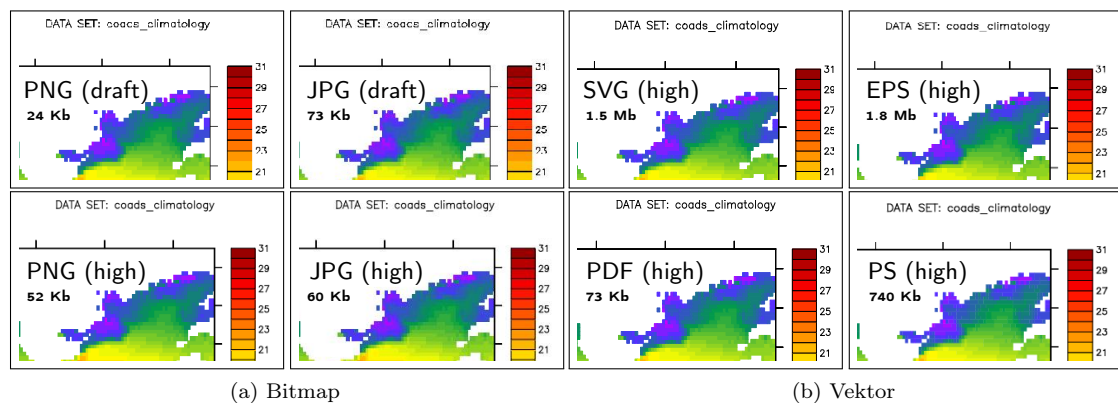 DATA SET: coacs_climatology
PNG (draft)
24 Kb
31
29
27
25
23
21
DATA SET: coacs_climatology
JPG (draft)
73 Kb
31
29
27
25
23
21
DATA SET: coads_climatology
SVG (high)
1.5 Mb
31
29
27
25
23
21
DATA SET: coads_climatology
EPS (high)
1.8 Mb
31
29
27
25
23
21
DATA SET: coads_climatology
PNG (high)
52 Kb
31
29
27
25
23
21
DATA SET: coads_climatology
JPG (high)
60 Kb
31
29
27
25
23
21
DATA SET: coads_climatology
PDF (high)
73 Kb
31
29
27
25
23
21
DATA SET: coads_climatology
PS (high)
740 Kb
31
29
27
25
23
21
(a) Bitmap
(b) Vektor